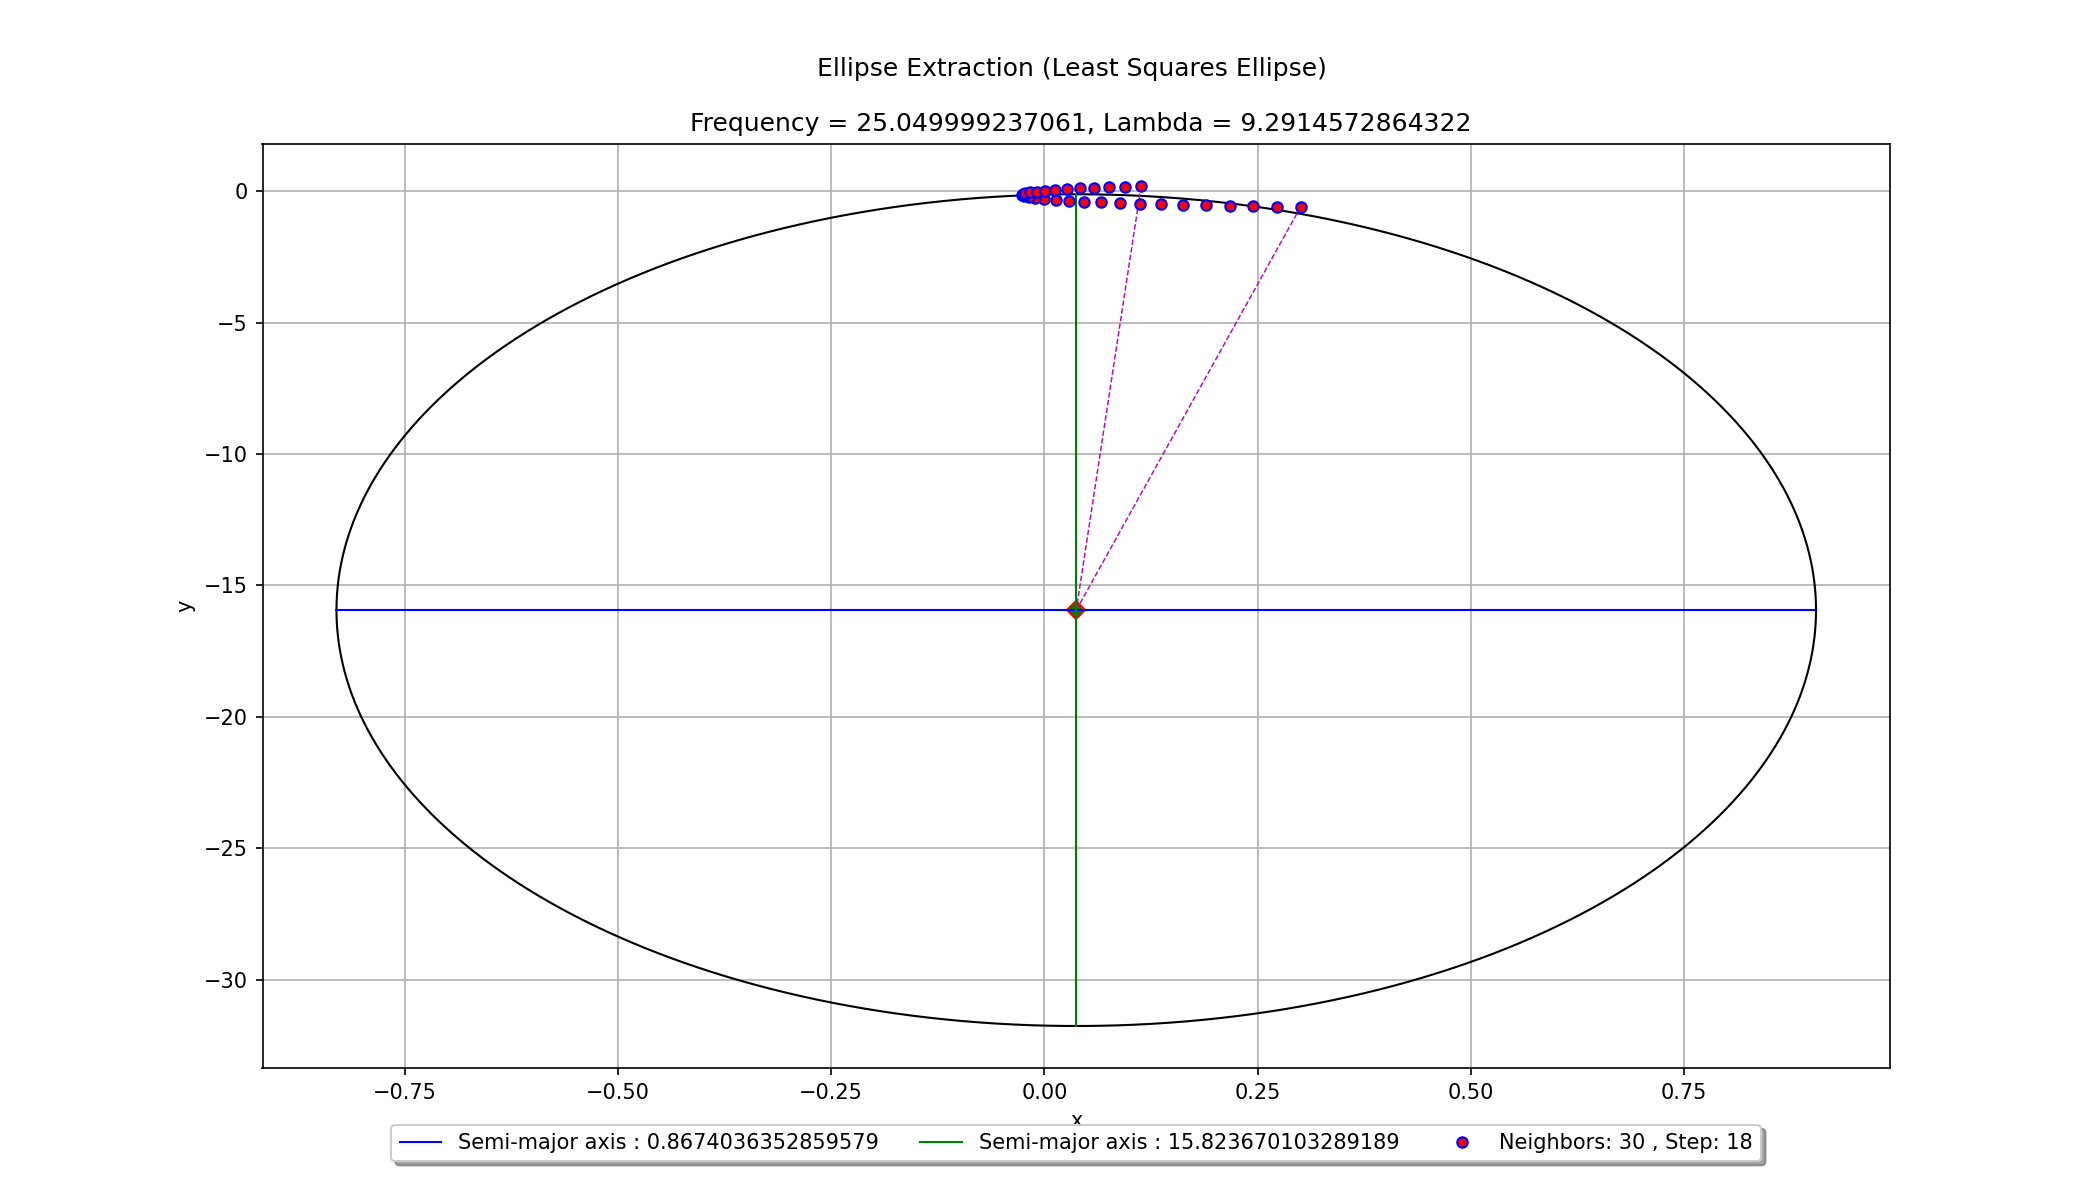 Ellipse Extraction (Least Squares Ellipse)
Frequency = 25.049999237061, Lambda = 9.2914572864322
0
−5
−10
−15
y
−20
−25
−30
−0.75 −0.50 −0.25 0.00 0.25 0.50 0.75
x
Semi-major axis : 0.8674036352859579 Semi-major axis : 15.823670103289189 Neighbors: 30 , Step: 18